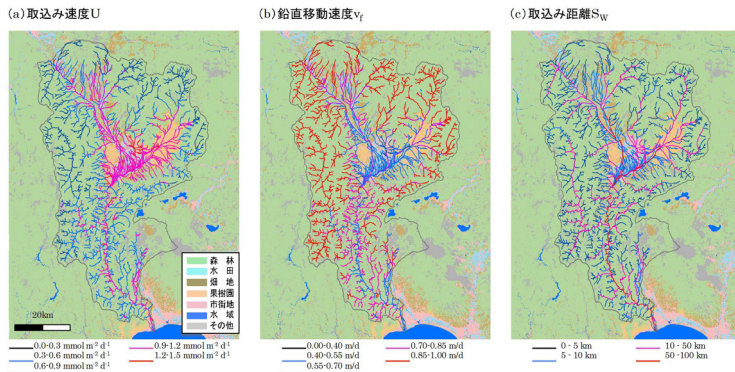 (a)取込み速度U
(b)鉛直移動速度vf
(c)取込み距離SW
森 林
水 田
畑 地
果樹園
市街地
水 域
その他
20km
0.0-0.3 mmol m-2 d-1
0.3-0.6 mmol m-2 d-1
0.6-0.9 mmol m-2 d-1
0.9-1.2 mmol m-2 d-1
1.2-1.5 mmol m-2 d-1
0.00-0.40 m/d
0.40-0.55 m/d
0.55-0.70 m/d
0.70-0.85 m/d
0.85-1.00 m/d
0 - 5 km
5 - 10 km
10 - 50 km
50 -100 km